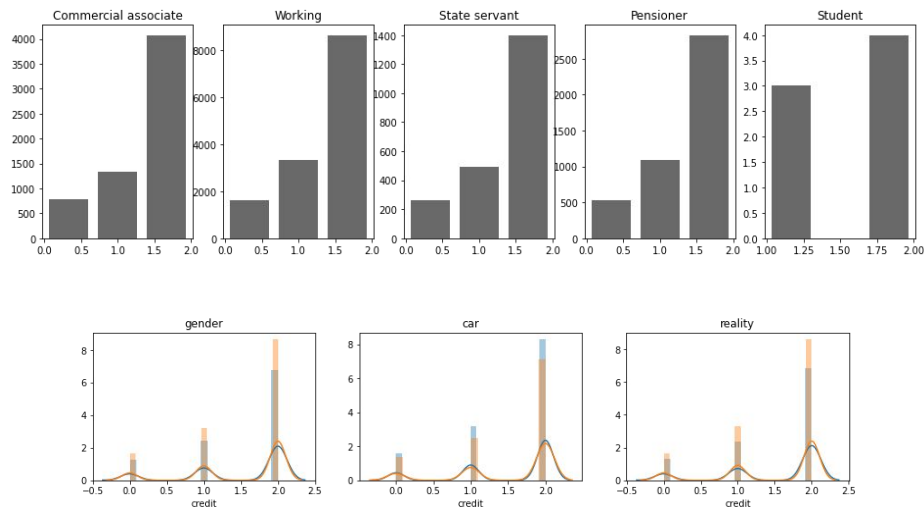 Commercial associate
Working
State servant
Pensioner
Student
4000
3500
3000
2500
2000
1500
1000
500
0
0.0 0.5 1.0 1.5 2.0
8000
6000
4000
2000
0
0.0 0.5 1.0 1.5 2.0
1400
1200
1000
800
600
400
200
0
0.0 0.5 1.0 1.5 2.0
2500
2000
1500
1000
500
0
0.0 0.5 1.0 1.5 2.0
4.0
3.5
3.0
2.5
2.0
1.5
1.0
0.5
0.0
1.00 1.25 1.50 1.75 2.00
gender
8
6
4
2
0
−0.5 0.0 0.5 1.0 1.5 2.0 2.5
credit
car
8
6
4
2
0
0.0 0.5 1.0 1.5 2.0
credit
reality
8
6
4
2
0
−0.5 0.0 0.5 1.0 1.5 2.0 2.5
credit